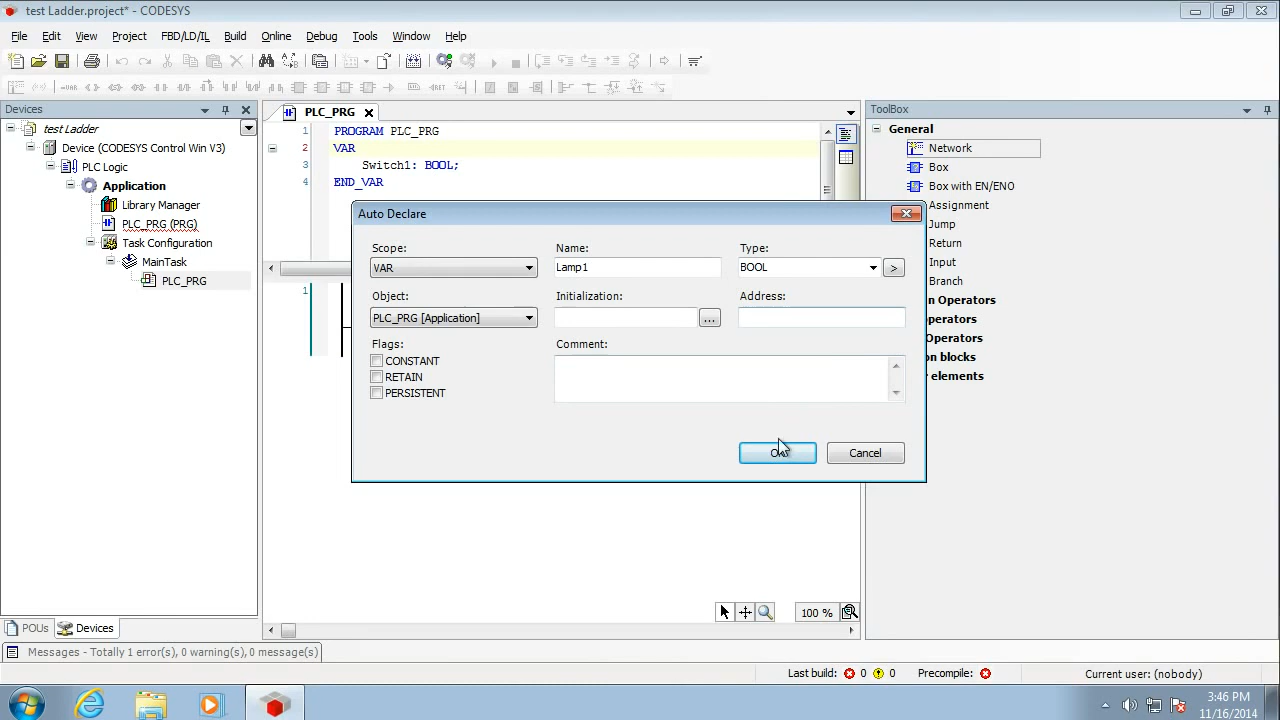 test Ladder.project* - CODESYS
File Edit View Project FBD/LD/IL Build Online Debug Tools Window Help
Devices
test Ladder
Device (CODESYS Control Win V3)
PLC Logic
Application
Library Manager
PLC_PRG (PRG)
Task Configuration
MainTask
PLC_PRG
POUs
Devices
PLC_PRG
1 PROGRAM PLC_PRG
2 VAR
3 Switch1: BOOL;
4 END_VAR
1
Auto Declare
Scope: Name: Type:
VAR Lamp1 BOOL >
Object: Initialization: Address:
PLC_PRG [Application] ...
Flags: Comment:
CONSTANT
RETAIN
PERSISTENT
Cancel
100 %
ToolBox
General
Network
Box
Box with EN/ENO
Assignment
Jump
Return
Input
Branch
Operators
Messages - Totally 1 error(s), 0 warning(s), 0 message(s)
Last build: 0 0 Precompile: Current user: (nobody)
3:46 PM
11/16/2014